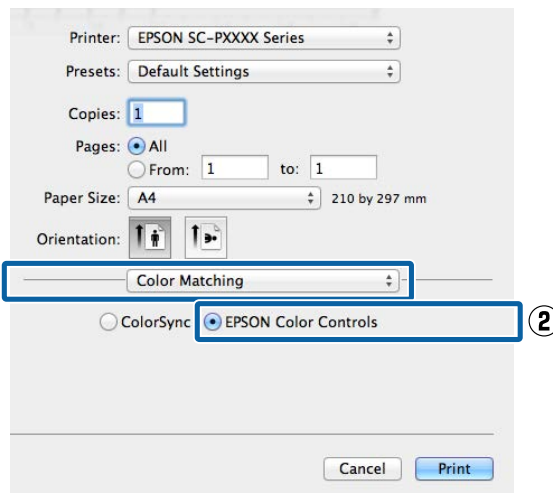 Printer: EPSON SC-PXXXX Series
Presets: Default Settings
Copies: 1
Pages: All
From: 1 to: 1
Paper Size: A4 210 by 297 mm
Orientation:
Color Matching
ColorSync EPSON Color Controls
②
Cancel Print